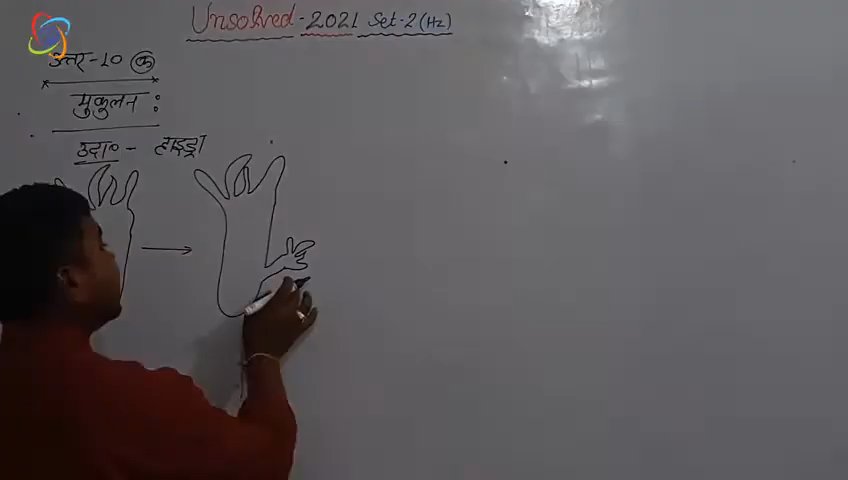 Unsolved - 2021 Set-2 (Hz)
उत्तर-10 (क)
मुकुलन :
उदा० - हाइड्रा